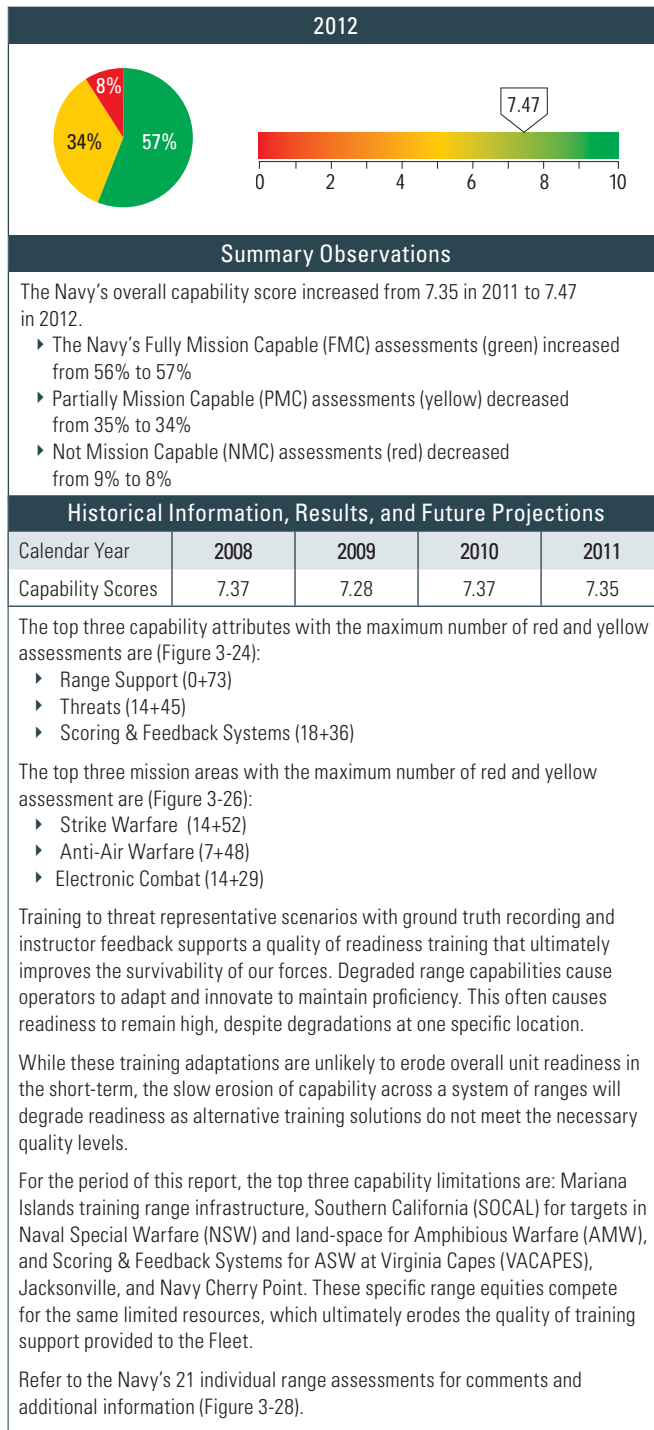 2012
8%
34%
57%
7.47
0 2 4 6 8 10
Summary Observations
The Navy's overall capability score increased from 7.35 in 2011 to 7.47
in 2012.
‣ The Navy's Fully Mission Capable (FMC) assessments (green) increased
from 56% to 57%
‣ Partially Mission Capable (PMC) assessments (yellow) decreased
from 35% to 34%
‣ Not Mission Capable (NMC) assessments (red) decreased
from 9% to 8%
Historical Information, Results, and Future Projections
Calendar Year 2008 2009 2010 2011
Capability Scores 7.37 7.28 7.37 7.35
The top three capability attributes with the maximum number of red and yellow
assessments are (Figure 3-24):
‣ Range Support (0+73)
‣ Threats (14+45)
‣ Scoring & Feedback Systems (18+36)
The top three mission areas with the maximum number of red and yellow
assessment are (Figure 3-26):
‣ Strike Warfare (14+52)
‣ Anti-Air Warfare (7+48)
‣ Electronic Combat (14+29)
Training to threat representative scenarios with ground truth recording and
instructor feedback supports a quality of readiness training that ultimately
improves the survivability of our forces. Degraded range capabilities cause
operators to adapt and innovate to maintain proficiency. This often causes
readiness to remain high, despite degradations at one specific location.
While these training adaptations are unlikely to erode overall unit readiness in
the short-term, the slow erosion of capability across a system of ranges will
degrade readiness as alternative training solutions do not meet the necessary
quality levels.
For the period of this report, the top three capability limitations are: Mariana
Islands training range infrastructure, Southern California (SOCAL) for targets in
Naval Special Warfare (NSW) and land-space for Amphibious Warfare (AMW),
and Scoring & Feedback Systems for ASW at Virginia Capes (VACAPES),
Jacksonville, and Navy Cherry Point. These specific range equities compete
for the same limited resources, which ultimately erodes the quality of training
support provided to the Fleet.
Refer to the Navy's 21 individual range assessments for comments and
additional information (Figure 3-28).